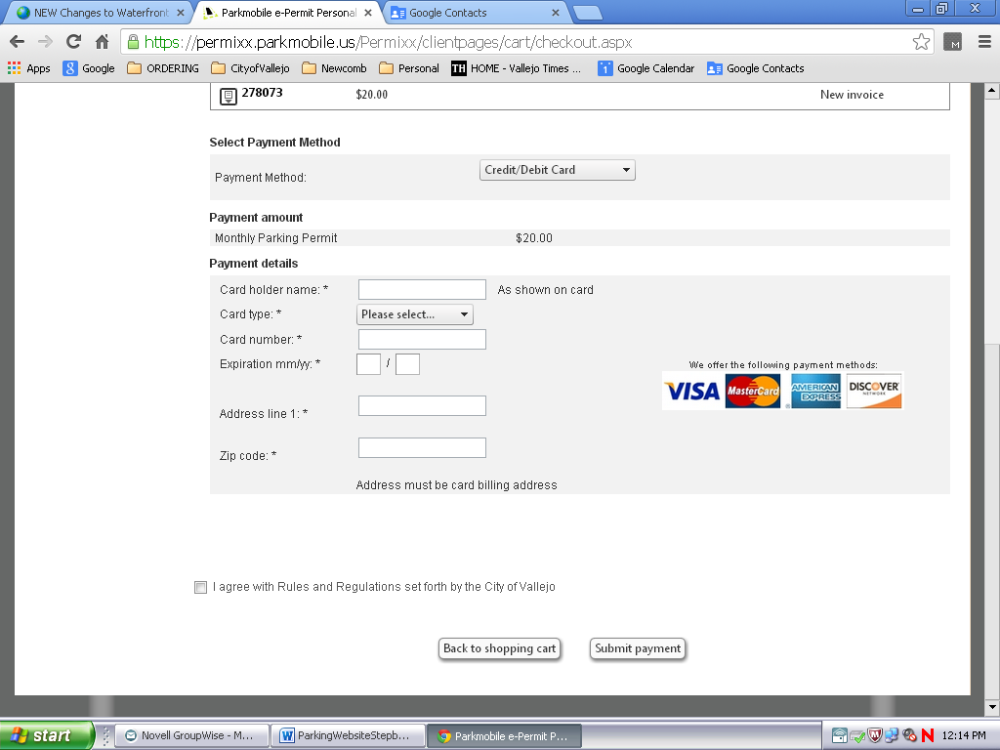 NEW Changes to Waterfront
Parkmobile e-Permit Personal
Google Contacts
https://permixx.parkmobile.us/Permixx/clientpages/cart/checkout.aspx
Apps
Google
ORDERING
CityofVallejo
Newcomb
Personal
TH HOME - Vallejo Times ...
1 Google Calendar
Google Contacts
278073 $20.00 New invoice
Select Payment Method
Payment Method: Credit/Debit Card
Payment amount
Monthly Parking Permit $20.00
Payment details
Card holder name: * As shown on card
Card type: * Please select...
Card number: *
Expiration mm/yy: * /
We offer the following payment methods:
VISA MasterCard AMERICAN EXPRESS DISCOVER NETWORK
Address line 1: *
Zip code: *
Address must be card billing address
I agree with Rules and Regulations set forth by the City of Vallejo
Back to shopping cart Submit payment
start Novell GroupWise - M... ParkingWebsiteStepb... Parkmobile e-Permit P... 12:14 PM